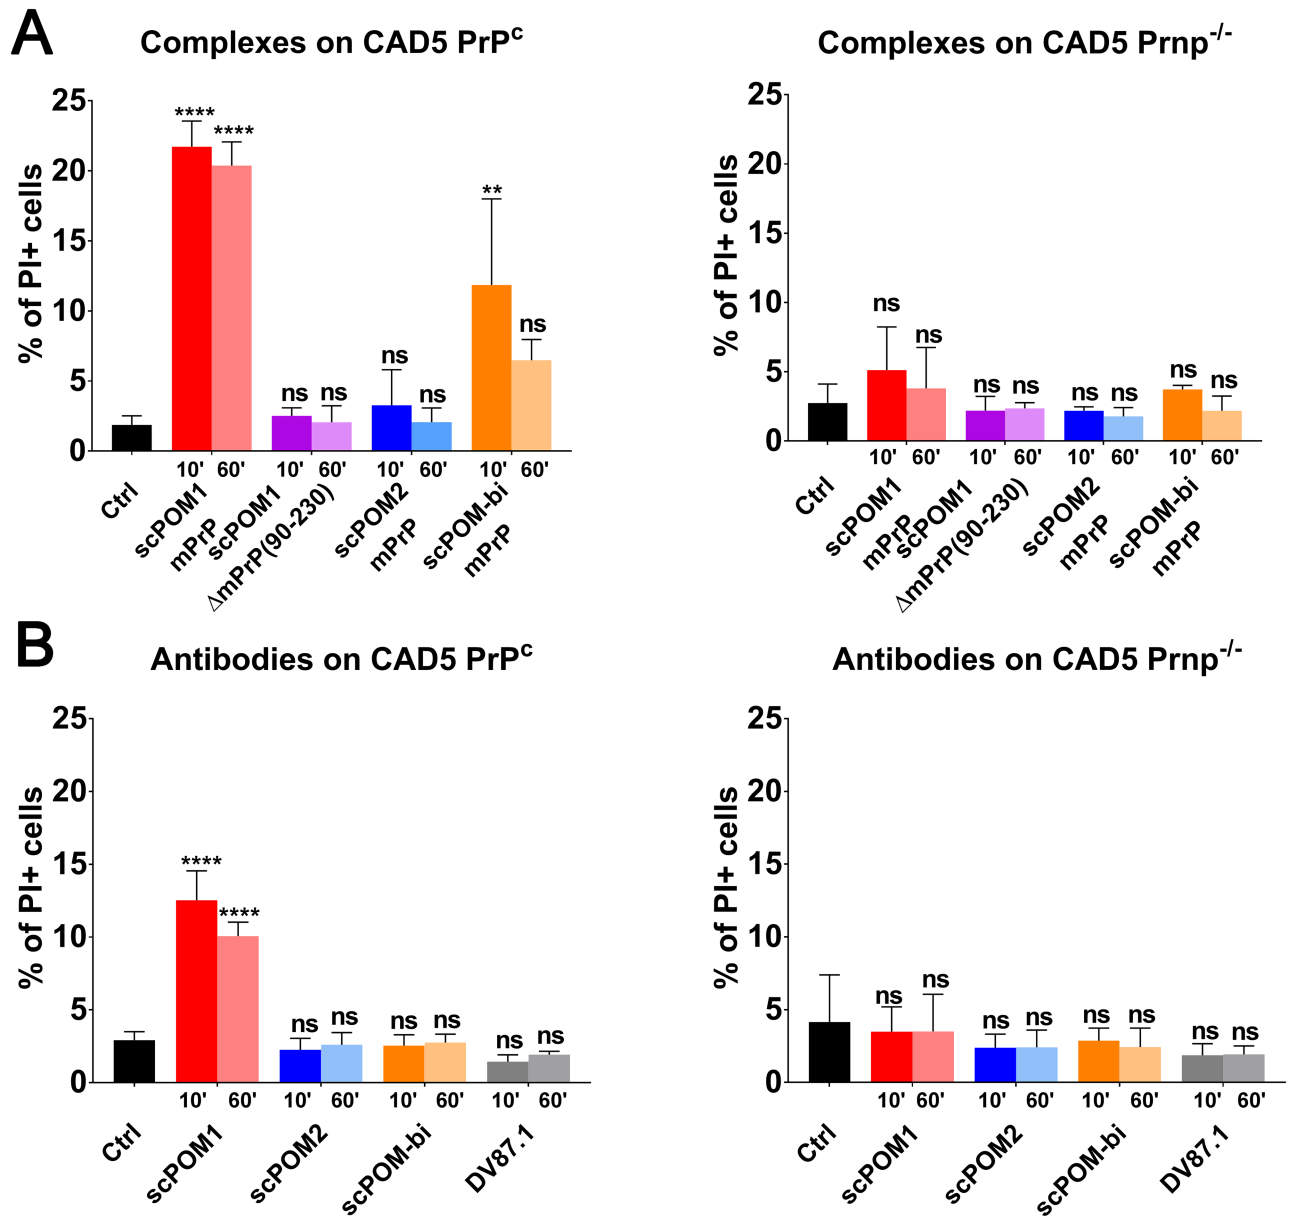 A
Complexes on CAD5 PrPc
% of PI+ cells
25
20
15
10
5
0
****
****
ns
ns
ns
ns
**
ns
10' 60' 10' 60' 10' 60' 10' 60'
Ctrl
scPOM1
mPrP
scPOM1
ΔmPrP(90-230)
scPOM2
mPrP
scPOM-bi
mPrP
Complexes on CAD5 Prnp-/-
% of PI+ cells
25
20
15
10
5
0
ns
ns
ns
ns
ns
ns
ns
ns
10' 60' 10' 60' 10' 60' 10' 60'
Ctrl
scPOM1
mPrP
scPOM1
ΔmPrP(90-230)
scPOM2
mPrP
scPOM-bi
mPrP
B
Antibodies on CAD5 PrPc
% of PI+ cells
25
20
15
10
5
0
****
****
ns
ns
ns
ns
ns
ns
10' 60' 10' 60' 10' 60' 10' 60'
Ctrl
scPOM1
scPOM2
scPOM-bi
DV87.1
Antibodies on CAD5 Prnp-/-
% of PI+ cells
25
20
15
10
5
0
ns
ns
ns
ns
ns
ns
ns
ns
10' 60' 10' 60' 10' 60' 10' 60'
Ctrl
scPOM1
scPOM2
scPOM-bi
DV87.1